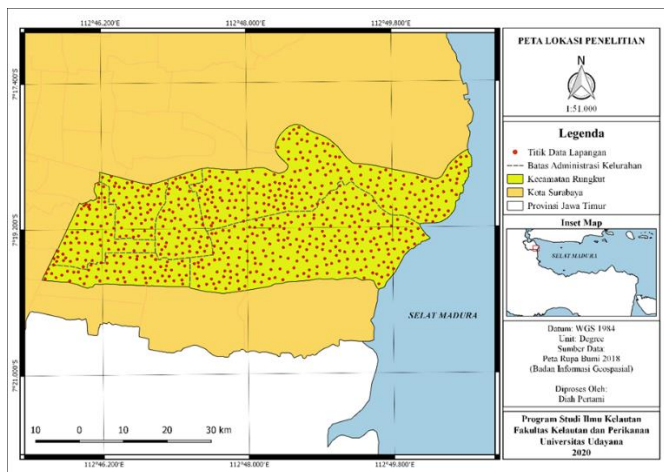 112°46.200'E 112°48.000'E 112°49.800'E
7°17.400'S
7°19.200'S
7°21.000'S
SELAT MADURA
10 0 10 20 30 km
112°46.200'E 112°48.000'E 112°49.800'E
PETA LOKASI PENELITIAN
N
1:51.000
Legenda
Titik Data Lapangan
Batas Administrasi Kelurahan
Kecamatan Rungkut
Kota Surabaya
Provinsi Jawa Timur
Inset Map
SELAT MADURA
Datum: WGS 1984
Unit: Degree
Sumber Data:
Peta Rupa Bumi 2018
(Badan Informasi Geospasial)
Diproses Oleh:
Diah Pertami
Program Studi Ilmu Kelautan
Fakultas Kelautan dan Perikanan
Universitas Udayana
2020